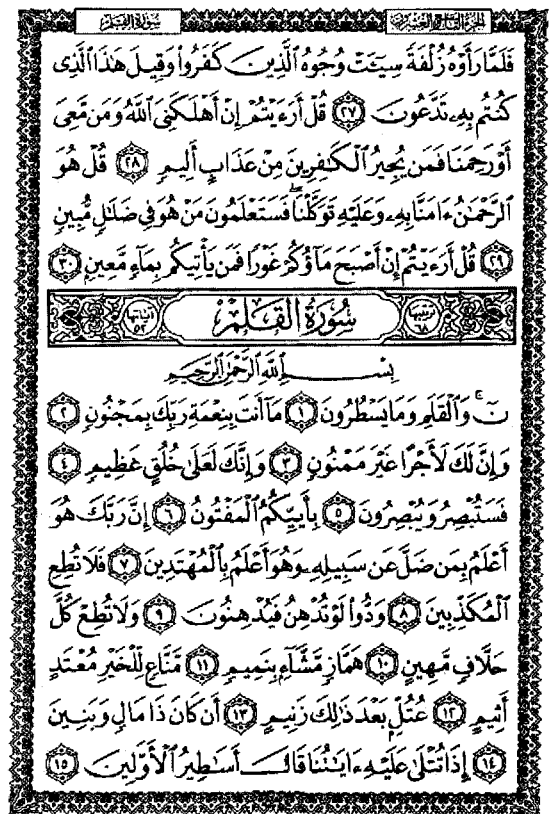 الجزء التاسع والعشرون سورة القلم
فَلَمَّا رَأَوْهُ زُلْفَةً سِيٓـَٔتْ وُجُوهُ ٱلَّذِينَ كَفَرُوا۟ وَقِيلَ هَٰذَا ٱلَّذِى
كُنتُم بِهِۦ تَدَّعُونَ ٢٧ قُلْ أَرَءَيْتُمْ إِنْ أَهْلَكَنِىَ ٱللَّهُ وَمَن مَّعِىَ
أَوْ رَحِمَنَا فَمَن يُجِيرُ ٱلْكَٰفِرِينَ مِنْ عَذَابٍ أَلِيمٍ ٢٨ قُلْ هُوَ
ٱلرَّحْمَٰنُ ءَامَنَّا بِهِۦ وَعَلَيْهِ تَوَكَّلْنَا ۖ فَسَتَعْلَمُونَ مَنْ هُوَ فِى ضَلَٰلٍ مُّبِينٍ
٢٩ قُلْ أَرَءَيْتُمْ إِنْ أَصْبَحَ مَآؤُكُمْ غَوْرًا فَمَن يَأْتِيكُم بِمَآءٍ مَّعِينٍۭ ٣٠
ترتيبها ٦٨ سُورَةُ القَلَمِ آياتها ٥٢
بِسْمِ ٱللَّهِ ٱلرَّحْمَٰنِ ٱلرَّحِيمِ
نٓ ۚ وَٱلْقَلَمِ وَمَا يَسْطُرُونَ ١ مَآ أَنتَ بِنِعْمَةِ رَبِّكَ بِمَجْنُونٍ ٢
وَإِنَّ لَكَ لَأَجْرًا غَيْرَ مَمْنُونٍ ٣ وَإِنَّكَ لَعَلَىٰ خُلُقٍ عَظِيمٍ ٤
فَسَتُبْصِرُ وَيُبْصِرُونَ ٥ بِأَييِّكُمُ ٱلْمَفْتُونُ ٦ إِنَّ رَبَّكَ هُوَ
أَعْلَمُ بِمَن ضَلَّ عَن سَبِيلِهِۦ وَهُوَ أَعْلَمُ بِٱلْمُهْتَدِينَ ٧ فَلَا تُطِعِ
ٱلْمُكَذِّبِينَ ٨ وَدُّوا۟ لَوْ تُدْهِنُ فَيُدْهِنُونَ ٩ وَلَا تُطِعْ كُلَّ
حَلَّافٍ مَّهِينٍ ١٠ هَمَّازٍ مَّشَّآءٍۭ بِنَمِيمٍ ١١ مَّنَّاعٍ لِّلْخَيْرِ مُعْتَدٍ
أَثِيمٍ ١٢ عُتُلٍّۭ بَعْدَ ذَٰلِكَ زَنِيمٍ ١٣ أَن كَانَ ذَا مَالٍ وَبَنِينَ
١٤ إِذَا تُتْلَىٰ عَلَيْهِ ءَايَٰتُنَا قَالَ أَسَٰطِيرُ ٱلْأَوَّلِينَ ١٥